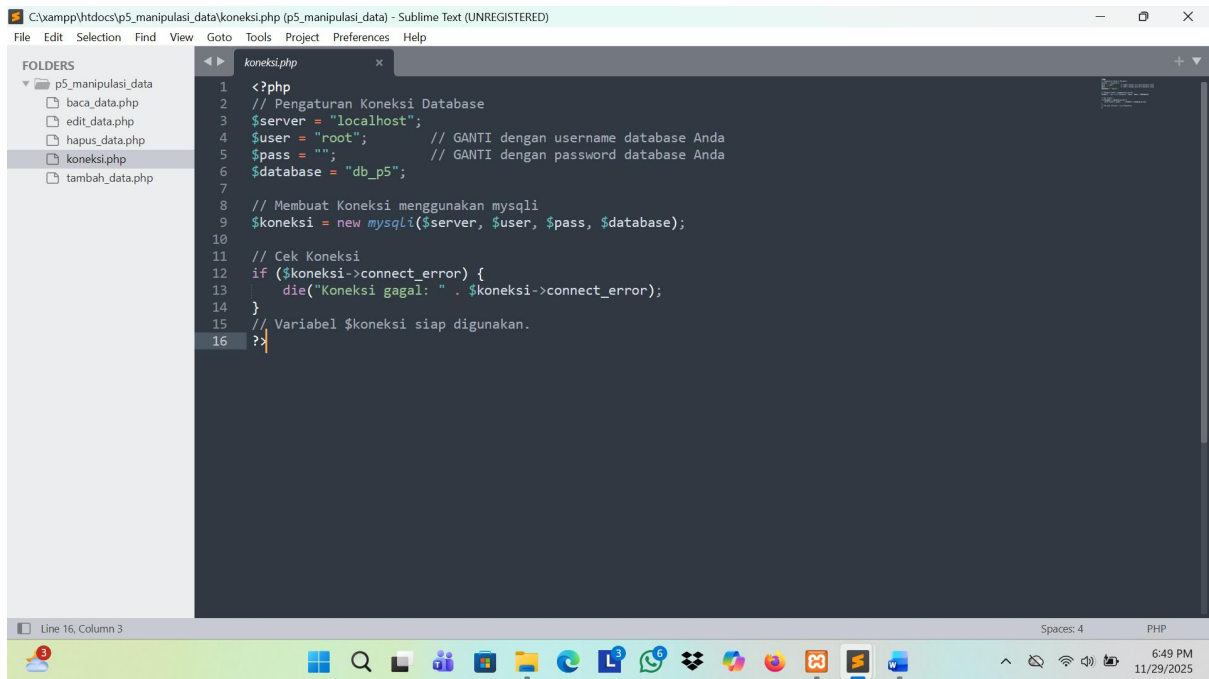 C:\xampp\htdocs\p5_manipulasi_data\koneksi.php (p5_manipulasi_data) - Sublime Text (UNREGISTERED)
File Edit Selection Find View Goto Tools Project Preferences Help
FOLDERS
p5_manipulasi_data
baca_data.php
edit_data.php
hapus_data.php
koneksi.php
tambah_data.php
koneksi.php
1 <?php
2 // Pengaturan Koneksi Database
3 $server = "localhost";
4 $user = "root"; // GANTI dengan username database Anda
5 $pass = ""; // GANTI dengan password database Anda
6 $database = "db_p5";
7
8 // Membuat Koneksi menggunakan mysqli
9 $koneksi = new mysqli($server, $user, $pass, $database);
10
11 // Cek Koneksi
12 if ($koneksi->connect_error) {
13 die("Koneksi gagal: " . $koneksi->connect_error);
14 }
15 // Variabel $koneksi siap digunakan.
16 ?>
Line 16, Column 3
Spaces: 4 PHP
3
3 6
6:49 PM
11/29/2025